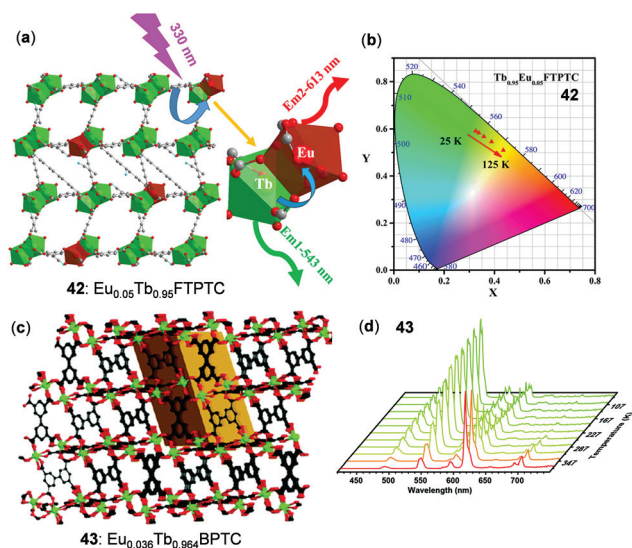 (a)
330 nm
Em2-613 nm
Eu
Tb
Em1-543 nm
42: Eu0.05Tb0.95FTPTC
(b)
Tb0.95Eu0.05FTPTC
42
0.8
0.6
0.4
0.2
0.0
Y
520
510
540
560
500
580
600
620
700
490
480
470
460
380
25 K
125 K
0.0 0.2 0.4 0.6 0.8
X
(c)
43: Eu0.036Tb0.964BPTC
(d)
43
107
167
227
297
347
Temperature (K)
450 500 550 600 650 700
Wavelength (nm)